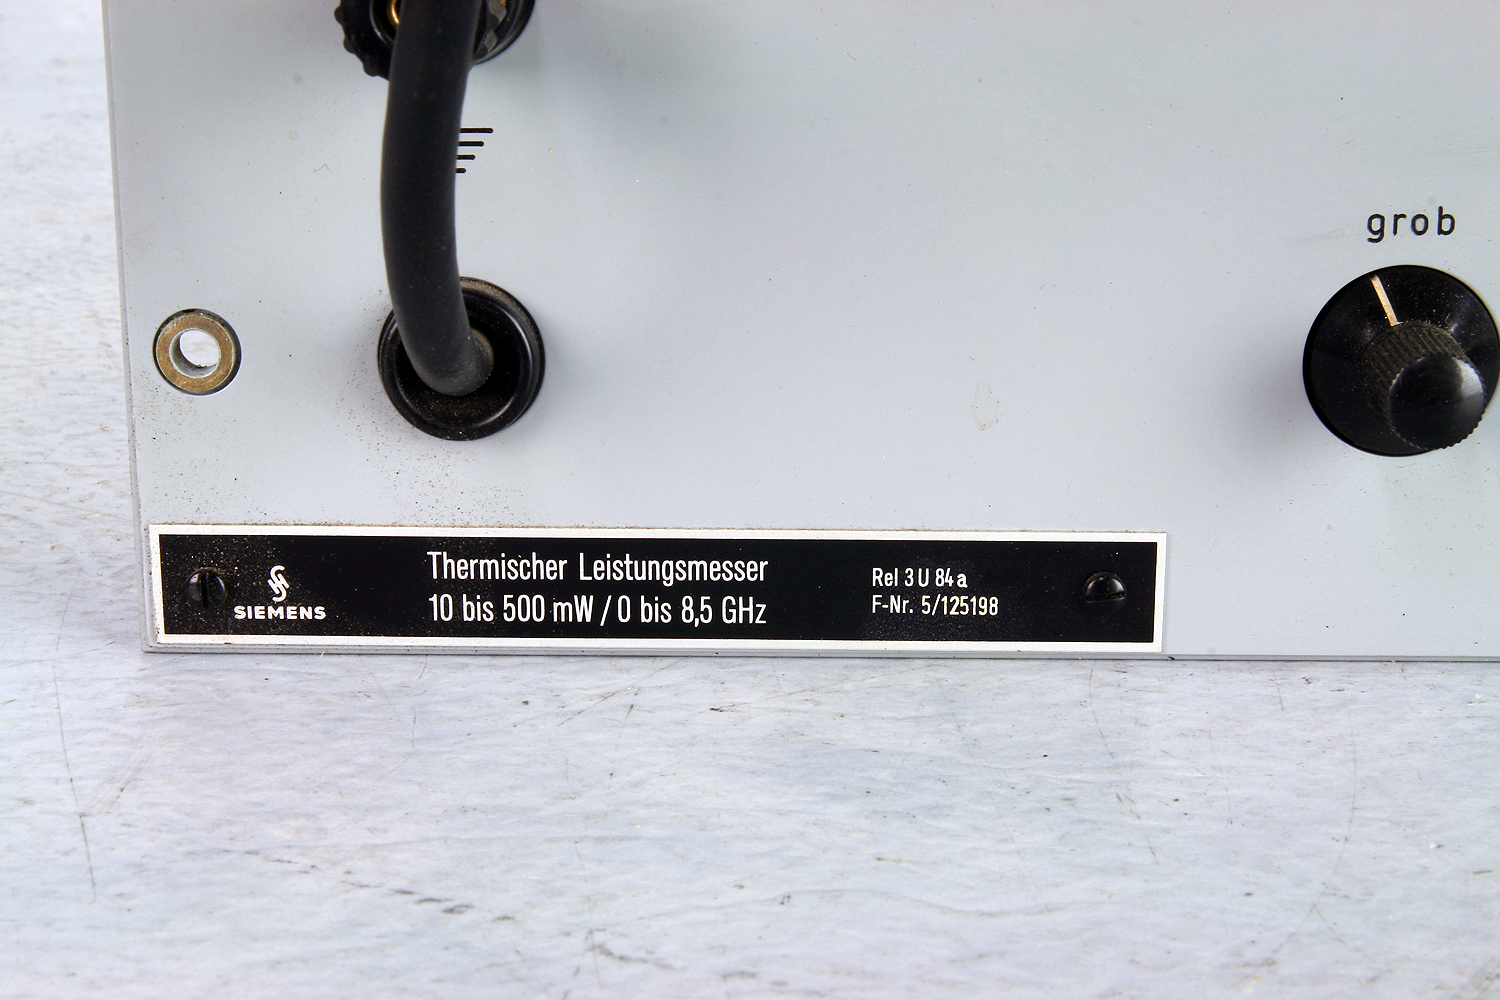 grob
SIEMENS
Thermischer Leistungsmesser
10 bis 500 mW / 0 bis 8,5 GHz
Rel 3 U 84 a
F-Nr. 5/125198